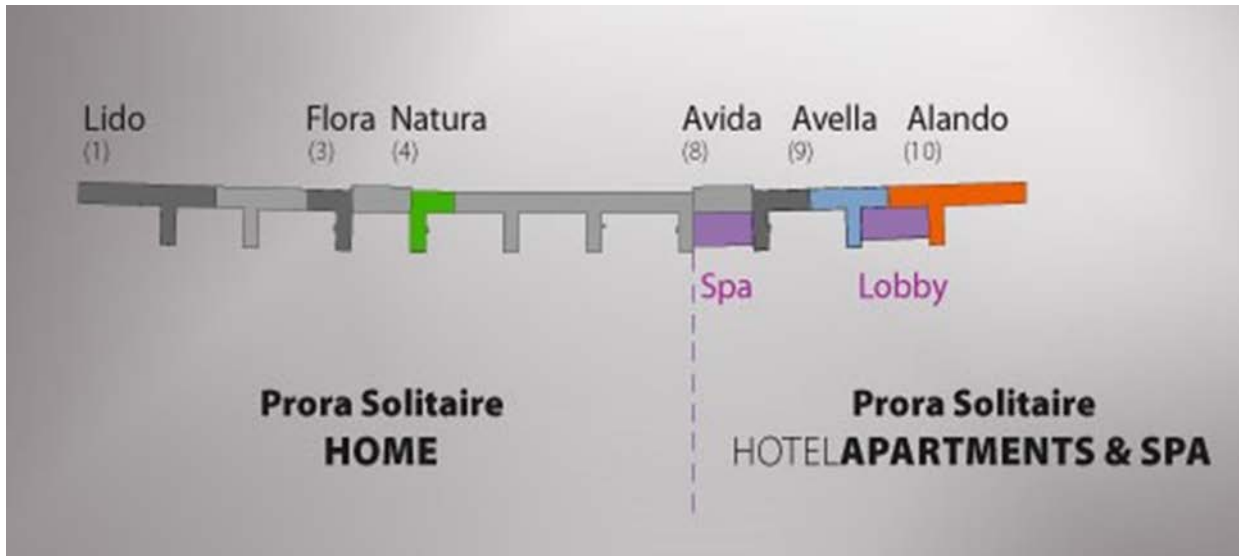 Lido
(1)
Flora
(3)
Natura
(4)
Avida
(8)
Avella
(9)
Alando
(10)
Spa
Lobby
Prora Solitaire
HOME
Prora Solitaire
HOTELAPARTMENTS & SPA